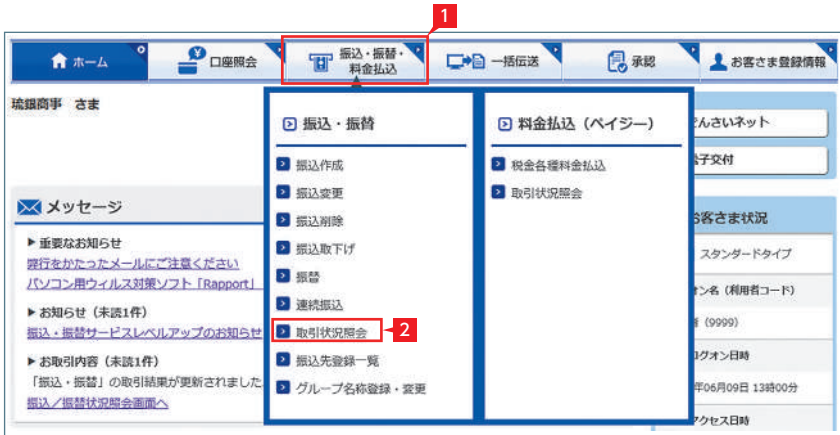 1
ホーム
口座照会
振込・振替・
料金払込
一括伝送
承認
お客さま登録情報
琉銀商事 さま
メッセージ
▶重要なお知らせ
弊行をかたったメールにご注意ください
パソコン用ウィルス対策ソフト「Rapport」
▶お知らせ（未読1件）
振込・振替サービスレベルアップのお知らせ
▶お取引内容（未読1件）
「振込・振替」の取引結果が更新されました
振込／振替状況照会画面へ
振込・振替
振込作成
振込変更
振込削除
振込取下げ
振替
連続振込
取引状況照会
2
振込先登録一覧
グループ名称登録・変更
料金払込（ペイジー）
税金各種料金払込
取引状況照会
でんさいネット
子交付
お客さま状況
スタンダードタイプ
ン名（利用者コード）
（9999）
グオン日時
年06月09日 13時00分
アクセス日時